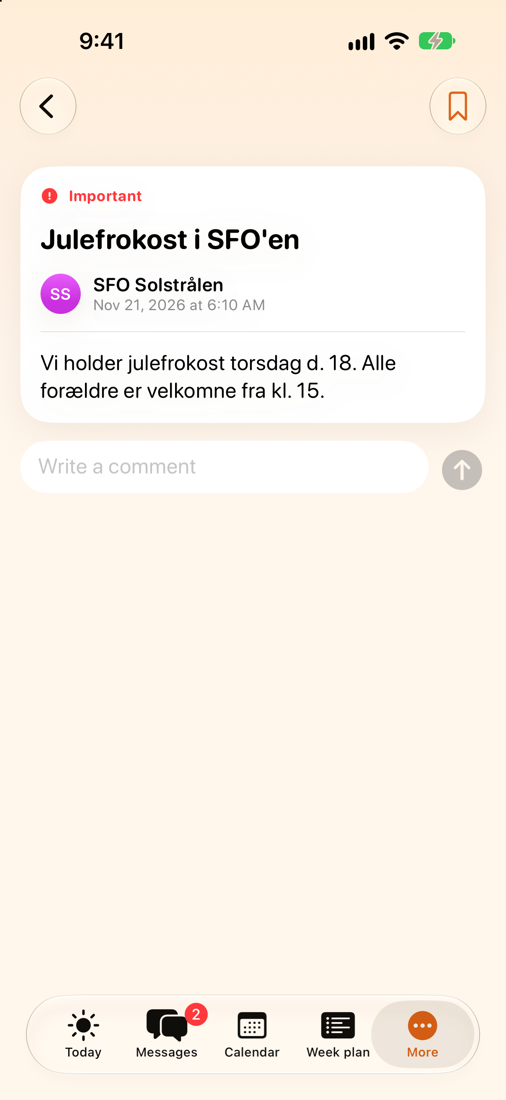 9:41
Important
Julefrokost i SFO'en
SS
SFO Solstrålen
Nov 21, 2026 at 6:10 AM
Vi holder julefrokost torsdag d. 18. Alle
forældre er velkomne fra kl. 15.
Write a comment
2
Today
Messages
Calendar
Week plan
More